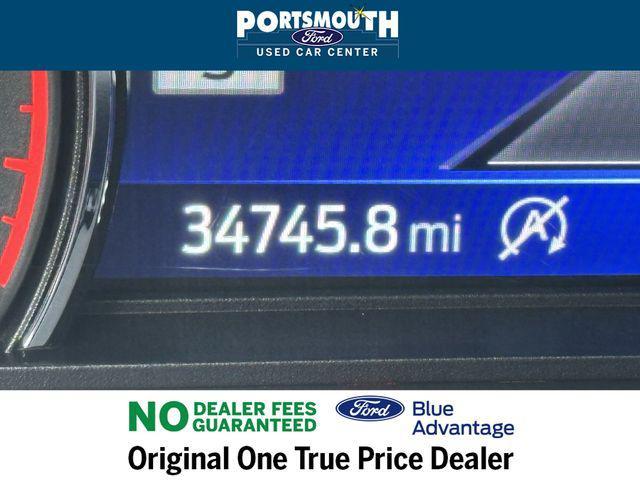 PORTSMOUTH
Ford
USED CAR CENTER
34745.8 mi
A
NO DEALER FEES GUARANTEED
Ford
Blue Advantage
Original One True Price Dealer